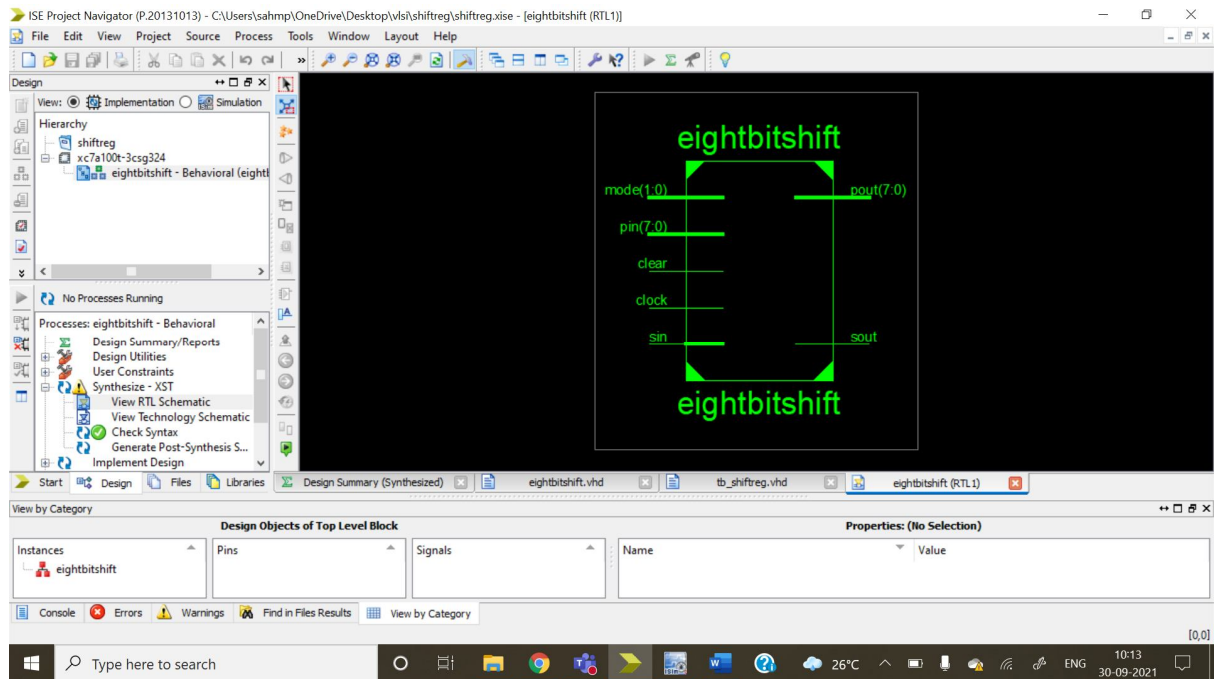 ISE Project Navigator (P.20131013) - C:\Users\sahmp\OneDrive\Desktop\vlsi\shiftreg\shiftreg.xise - [eightbitshift (RTL1)]
File Edit View Project Source Process Tools Window Layout Help
Design
View: Implementation Simulation
Hierarchy
shiftreg
xc7a100t-3csg324
eightbitshift - Behavioral (eightl
No Processes Running
Processes: eightbitshift - Behavioral
Design Summary/Reports
Design Utilities
User Constraints
Synthesize - XST
View RTL Schematic
View Technology Schematic
Check Syntax
Generate Post-Synthesis S...
Implement Design
Start Design Files Libraries
eightbitshift
mode(1:0) pout(7:0)
pin(7:0)
clear
clock
sin sout
eightbitshift
Design Summary (Synthesized) eightbitshift.vhd tb_shiftreg.vhd eightbitshift (RTL1)
View by Category
Design Objects of Top Level Block Properties: (No Selection)
Instances Pins Signals Name Value
eightbitshift
Console Errors Warnings Find in Files Results View by Category
[0,0]
Type here to search 26°C ENG 10:13
30-09-2021